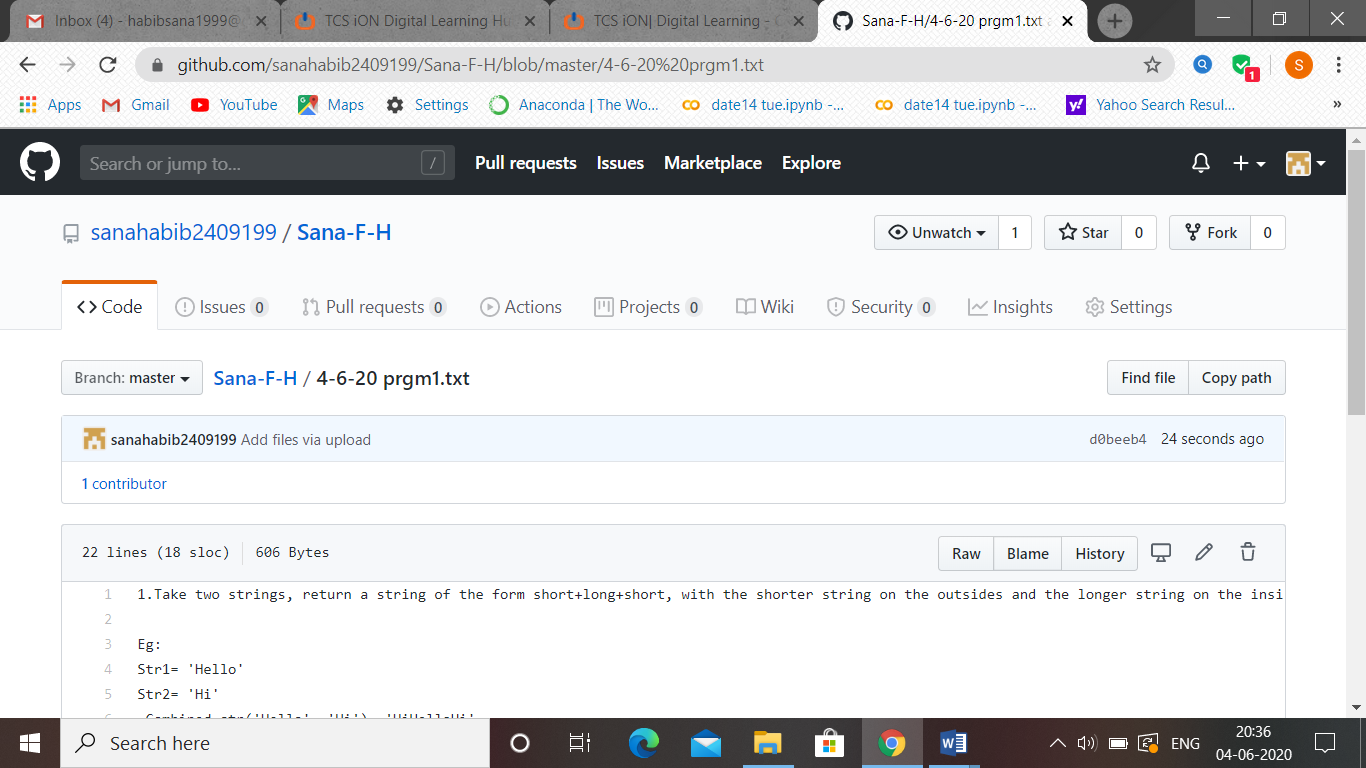 Inbox (4) - habibsana1999@
TCS iON Digital Learning Hu
TCS iON| Digital Learning -
Sana-F-H/4-6-20 prgm1.txt
github.com/sanahabib2409199/Sana-F-H/blob/master/4-6-20%20prgm1.txt
1
S
Apps
Gmail
YouTube
Maps
Settings
Anaconda | The Wo...
date14 tue.ipynb -...
date14 tue.ipynb -...
Yahoo Search Resul...
»
Search or jump to...
/
Pull requests
Issues
Marketplace
Explore
sanahabib2409199 / Sana-F-H
Unwatch 1
Star 0
Fork 0
Code
Issues 0
Pull requests 0
Actions
Projects 0
Wiki
Security 0
Insights
Settings
Branch: master
Sana-F-H / 4-6-20 prgm1.txt
Find file
Copy path
sanahabib2409199 Add files via upload
d0beeb4 24 seconds ago
1 contributor
22 lines (18 sloc) 606 Bytes
Raw
Blame
History
1 1.Take two strings, return a string of the form short+long+short, with the shorter string on the outsides and the longer string on the insi
2
3 Eg:
4 Str1= 'Hello'
5 Str2= 'Hi'
Search here
ENG
20:36
04-06-2020